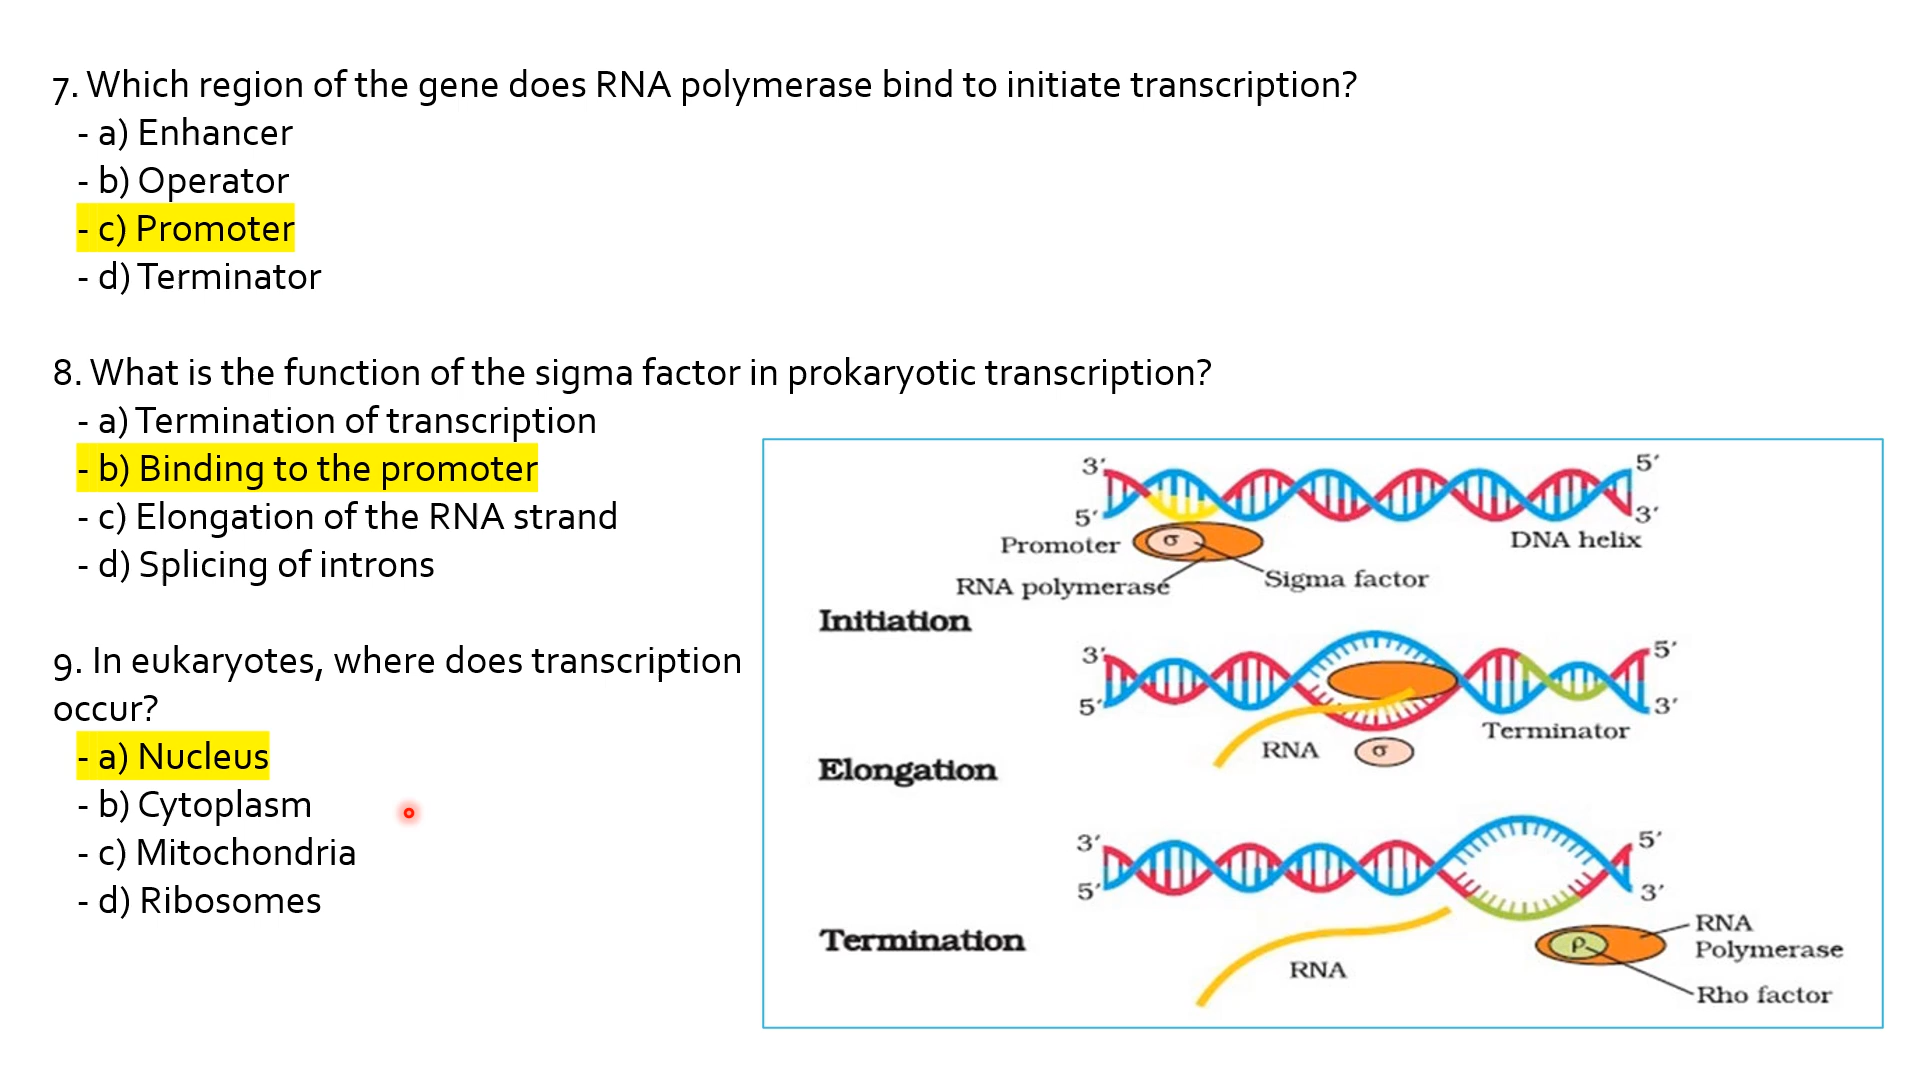 7. Which region of the gene does RNA polymerase bind to initiate transcription?
- a) Enhancer
- b) Operator
- c) Promoter
- d) Terminator
8. What is the function of the sigma factor in prokaryotic transcription?
- a) Termination of transcription
- b) Binding to the promoter
- c) Elongation of the RNA strand
- d) Splicing of introns
9. In eukaryotes, where does transcription
occur?
- a) Nucleus
- b) Cytoplasm
- c) Mitochondria
- d) Ribosomes
3′ 5′
5′ 3′
Promoter σ DNA helix
RNA polymerase Sigma factor
Initiation
3′ 5′
5′ 3′
Terminator
RNA σ
Elongation
3′ 5′
5′ 3′
RNA
Termination ρ Polymerase
RNA
Rho factor